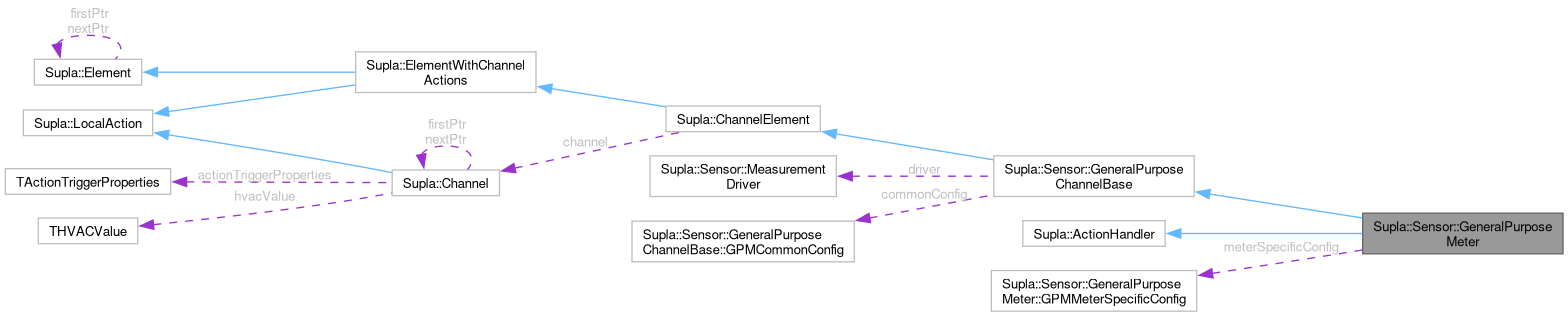 firstPtr
nextPtr
Supla::Element
Supla::ElementWithChannel
Actions
Supla::LocalAction
Supla::ChannelElement
firstPtr
nextPtr
channel
Supla::Sensor::Measurement
Driver
Supla::Sensor::GeneralPurpose
ChannelBase
driver
TActionTriggerProperties
actionTriggerProperties
Supla::Channel
hvacValue
commonConfig
THVACValue
Supla::Sensor::GeneralPurpose
ChannelBase::GPMCommonConfig
Supla::ActionHandler
Supla::Sensor::GeneralPurpose
Meter
meterSpecificConfig
Supla::Sensor::GeneralPurpose
Meter::GPMMeterSpecificConfig